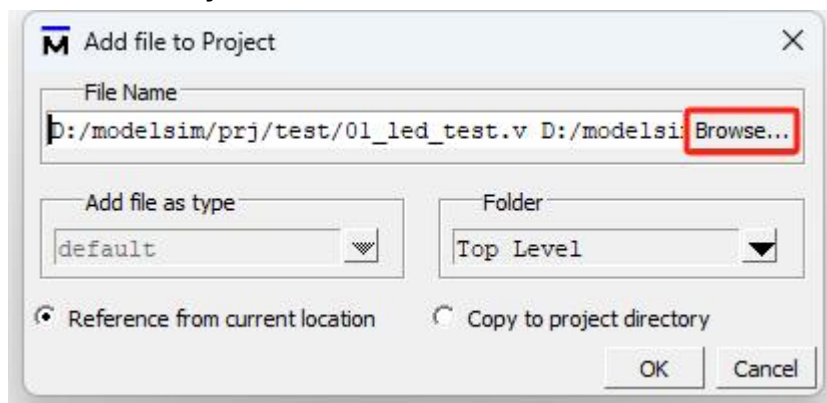 Add file to Project
File Name
D:/modelsim/prj/test/01_led_test.v D:/modelsi Browse...
Add file as type
Folder
default
Top Level
Reference from current location
Copy to project directory
OK
Cancel